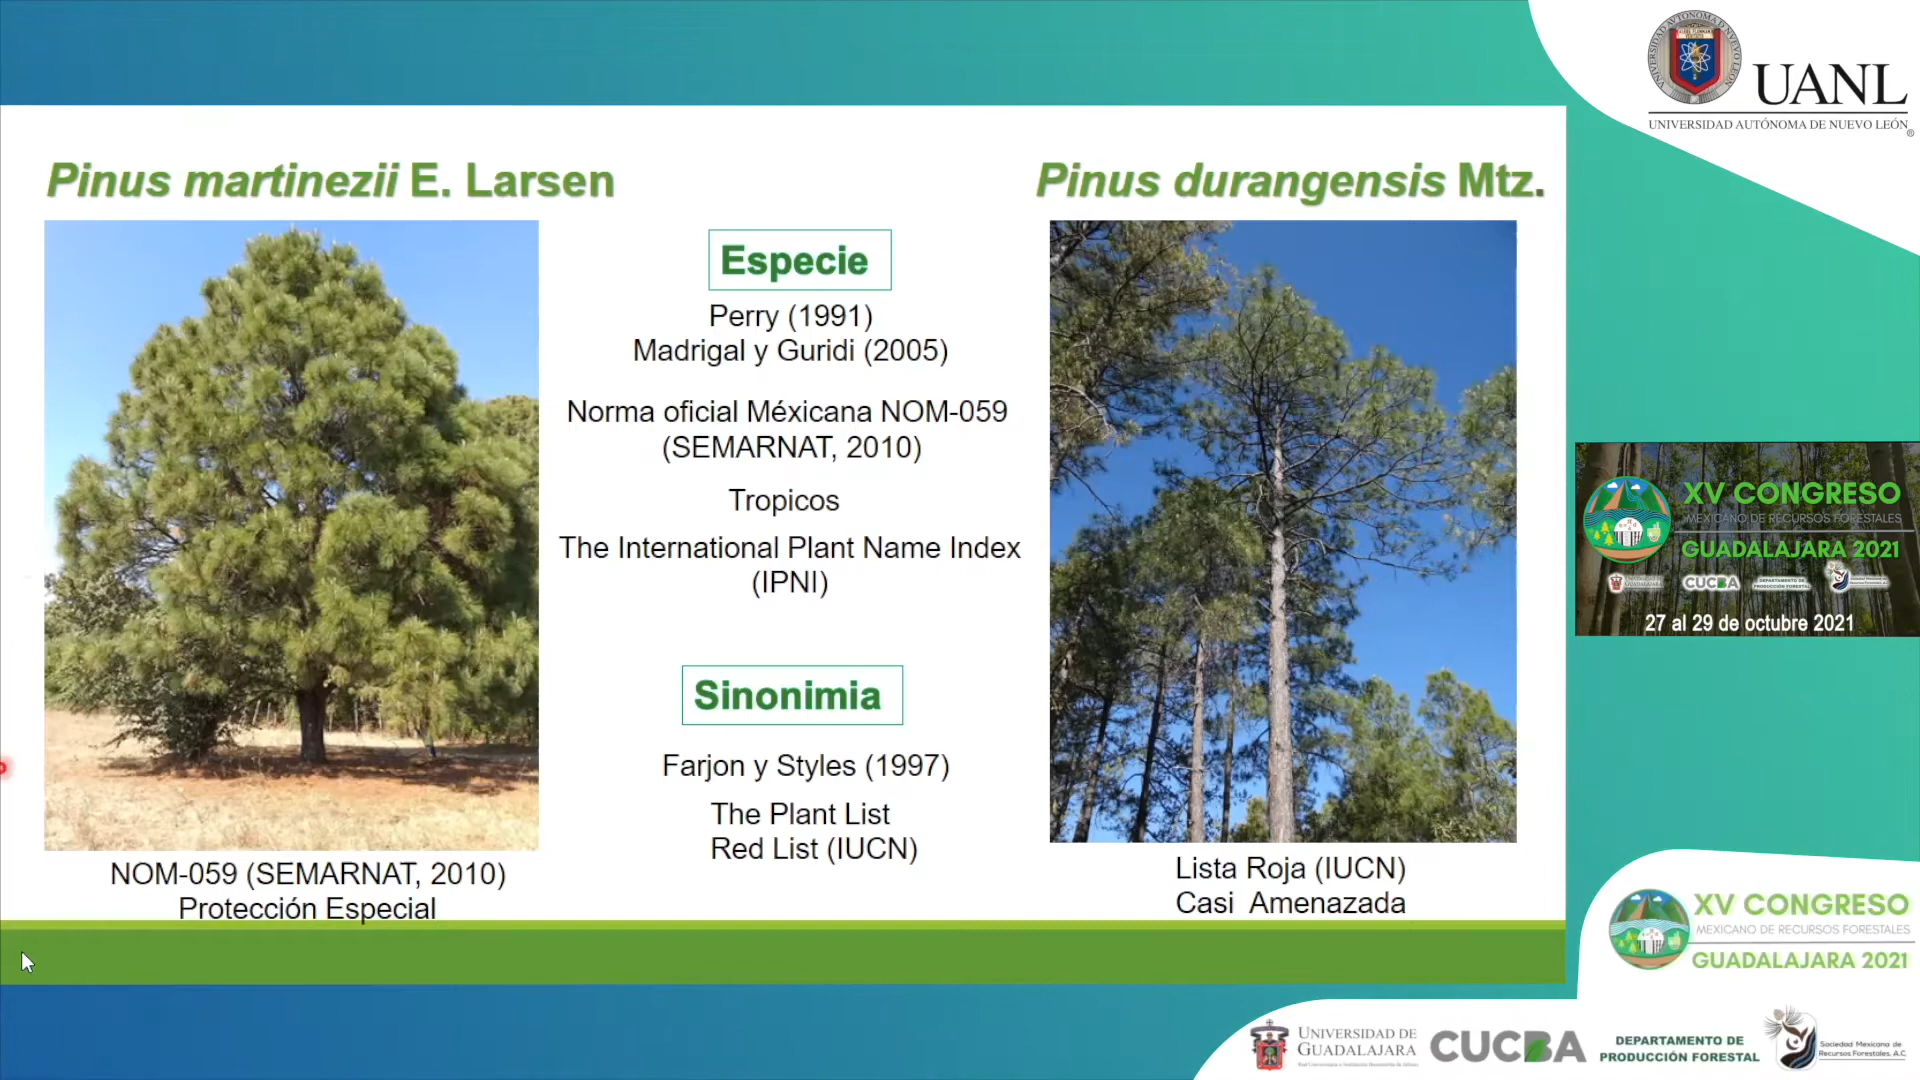 Pinus martinezii E. Larsen
Pinus durangensis Mtz.
Especie
Perry (1991)
Madrigal y Guridi (2005)
Norma oficial Méxicana NOM-059
(SEMARNAT, 2010)
Tropicos
The International Plant Name Index
(IPNI)
Sinonimia
Farjon y Styles (1997)
The Plant List
Red List (IUCN)
NOM-059 (SEMARNAT, 2010)
Protección Especial
Lista Roja (IUCN)
Casi Amenazada
UANL
UNIVERSIDAD AUTÓNOMA DE NUEVO LEÓN®
XV CONGRESO
MEXICANO DE RECURSOS FORESTALES
GUADALAJARA 2021
CUCBA
DEPARTAMENTO DE
PRODUCCIÓN FORESTAL
27 al 29 de octubre 2021
XV CONGRESO
MEXICANO DE RECURSOS FORESTALES
GUADALAJARA 2021
UNIVERSIDAD DE
GUADALAJARA
CUCBA
DEPARTAMENTO DE
PRODUCCIÓN FORESTAL
Sociedad Mexicana de
Recursos Forestales, A.C.